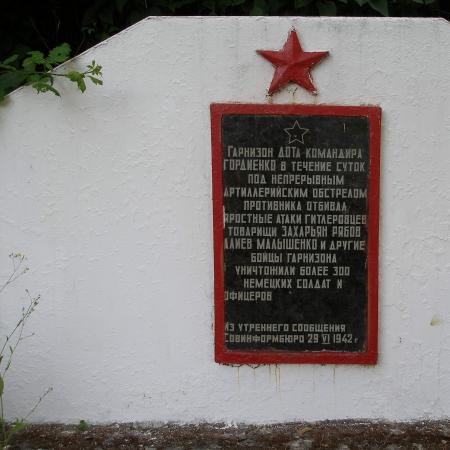 Гарнизон ДОТа командира
Гордиенко в течение суток
под непрерывным
артиллерийским обстрелом
противника отбивал
яростные атаки гитлеровцев
товарищи Захарьян Рябов
Алиев Малышенко и другие
бойцы гарнизона
уничтожили более 300
немецких солдат и
офицеров
Из утреннего сообщения
Совинформбюро 29 VI 1942 г